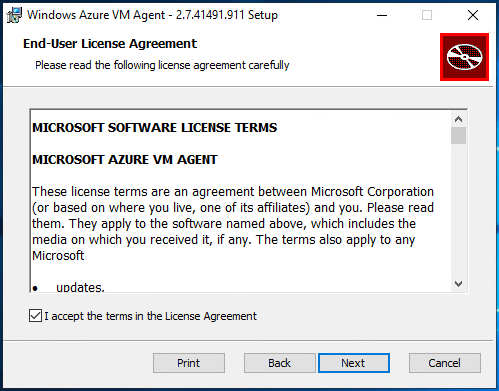 Windows Azure VM Agent - 2.7.41491.911 Setup
End-User License Agreement
Please read the following license agreement carefully
MICROSOFT SOFTWARE LICENSE TERMS
MICROSOFT AZURE VM AGENT
These license terms are an agreement between Microsoft Corporation
(or based on where you live, one of its affiliates) and you. Please read
them. They apply to the software named above, which includes the
media on which you received it, if any. The terms also apply to any
Microsoft
• updates,
I accept the terms in the License Agreement
Print
Back
Next
Cancel